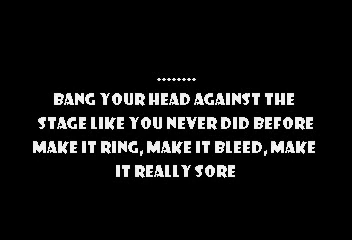 ........
BANG YOUR HEAD AGAINST THE
STAGE LIKE YOU NEVER DID BEFORE
MAKE IT RING, MAKE IT BLEED, MAKE
IT REALLY SORE